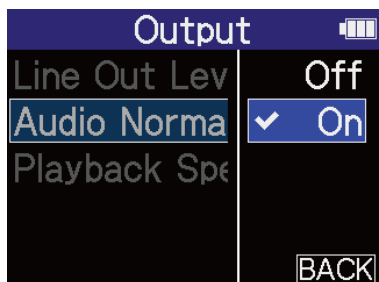 Output
Line Out Lev
Audio Norma
Playback Spe
Off
On
BACK